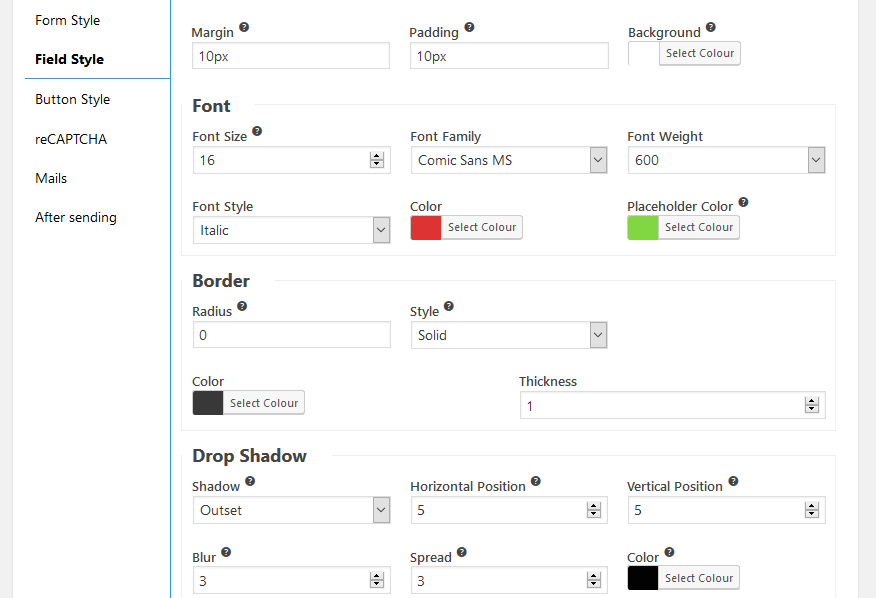 Form Style
Field Style
Button Style
reCAPTCHA
Mails
After sending
Margin ? Padding ? Background ?
10px 10px Select Colour
Font
Font Size ? Font Family Font Weight
16 Comic Sans MS 600
Font Style Color Placeholder Color ?
Italic Select Colour Select Colour
Border
Radius ? Style ?
0 Solid
Color Thickness
Select Colour 1
Drop Shadow
Shadow ? Horizontal Position ? Vertical Position ?
Outset 5 5
Blur ? Spread ? Color ?
3 3 Select Colour